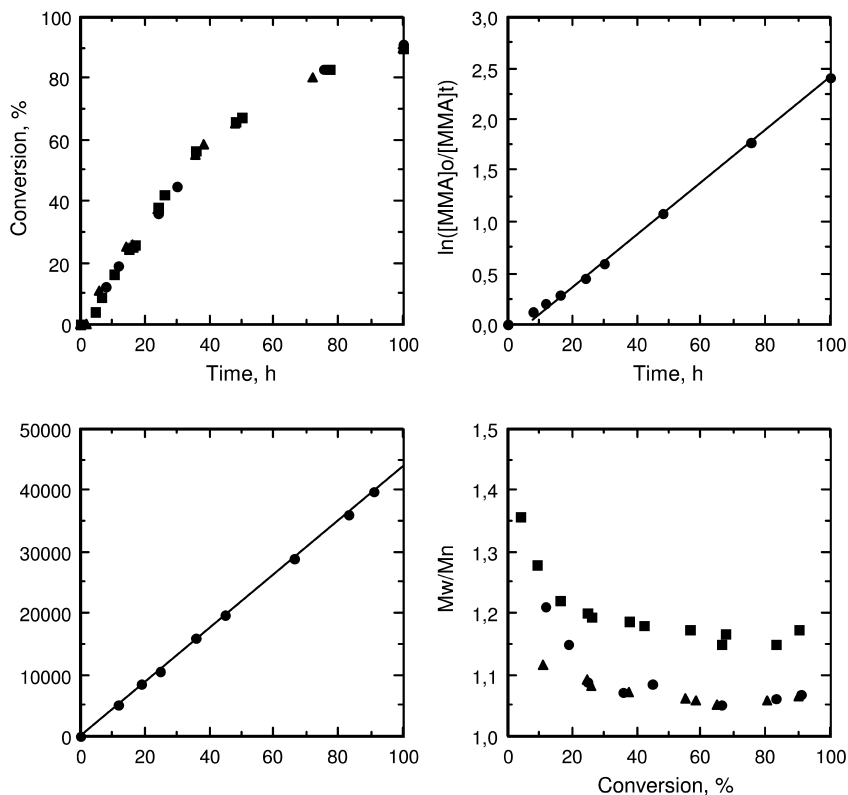 100
80
60
40
20
0
Conversion, %
0 20 40 60 80 100
Time, h
3,0
2,5
2,0
1,5
1,0
0,5
0,0
ln([MMA]o/[MMA]t)
0 20 40 60 80 100
Time, h
50000
40000
30000
20000
10000
0
0 20 40 60 80 100
1,5
1,4
1,3
1,2
1,1
1,0
Mw/Mn
0 20 40 60 80 100
Conversion, %